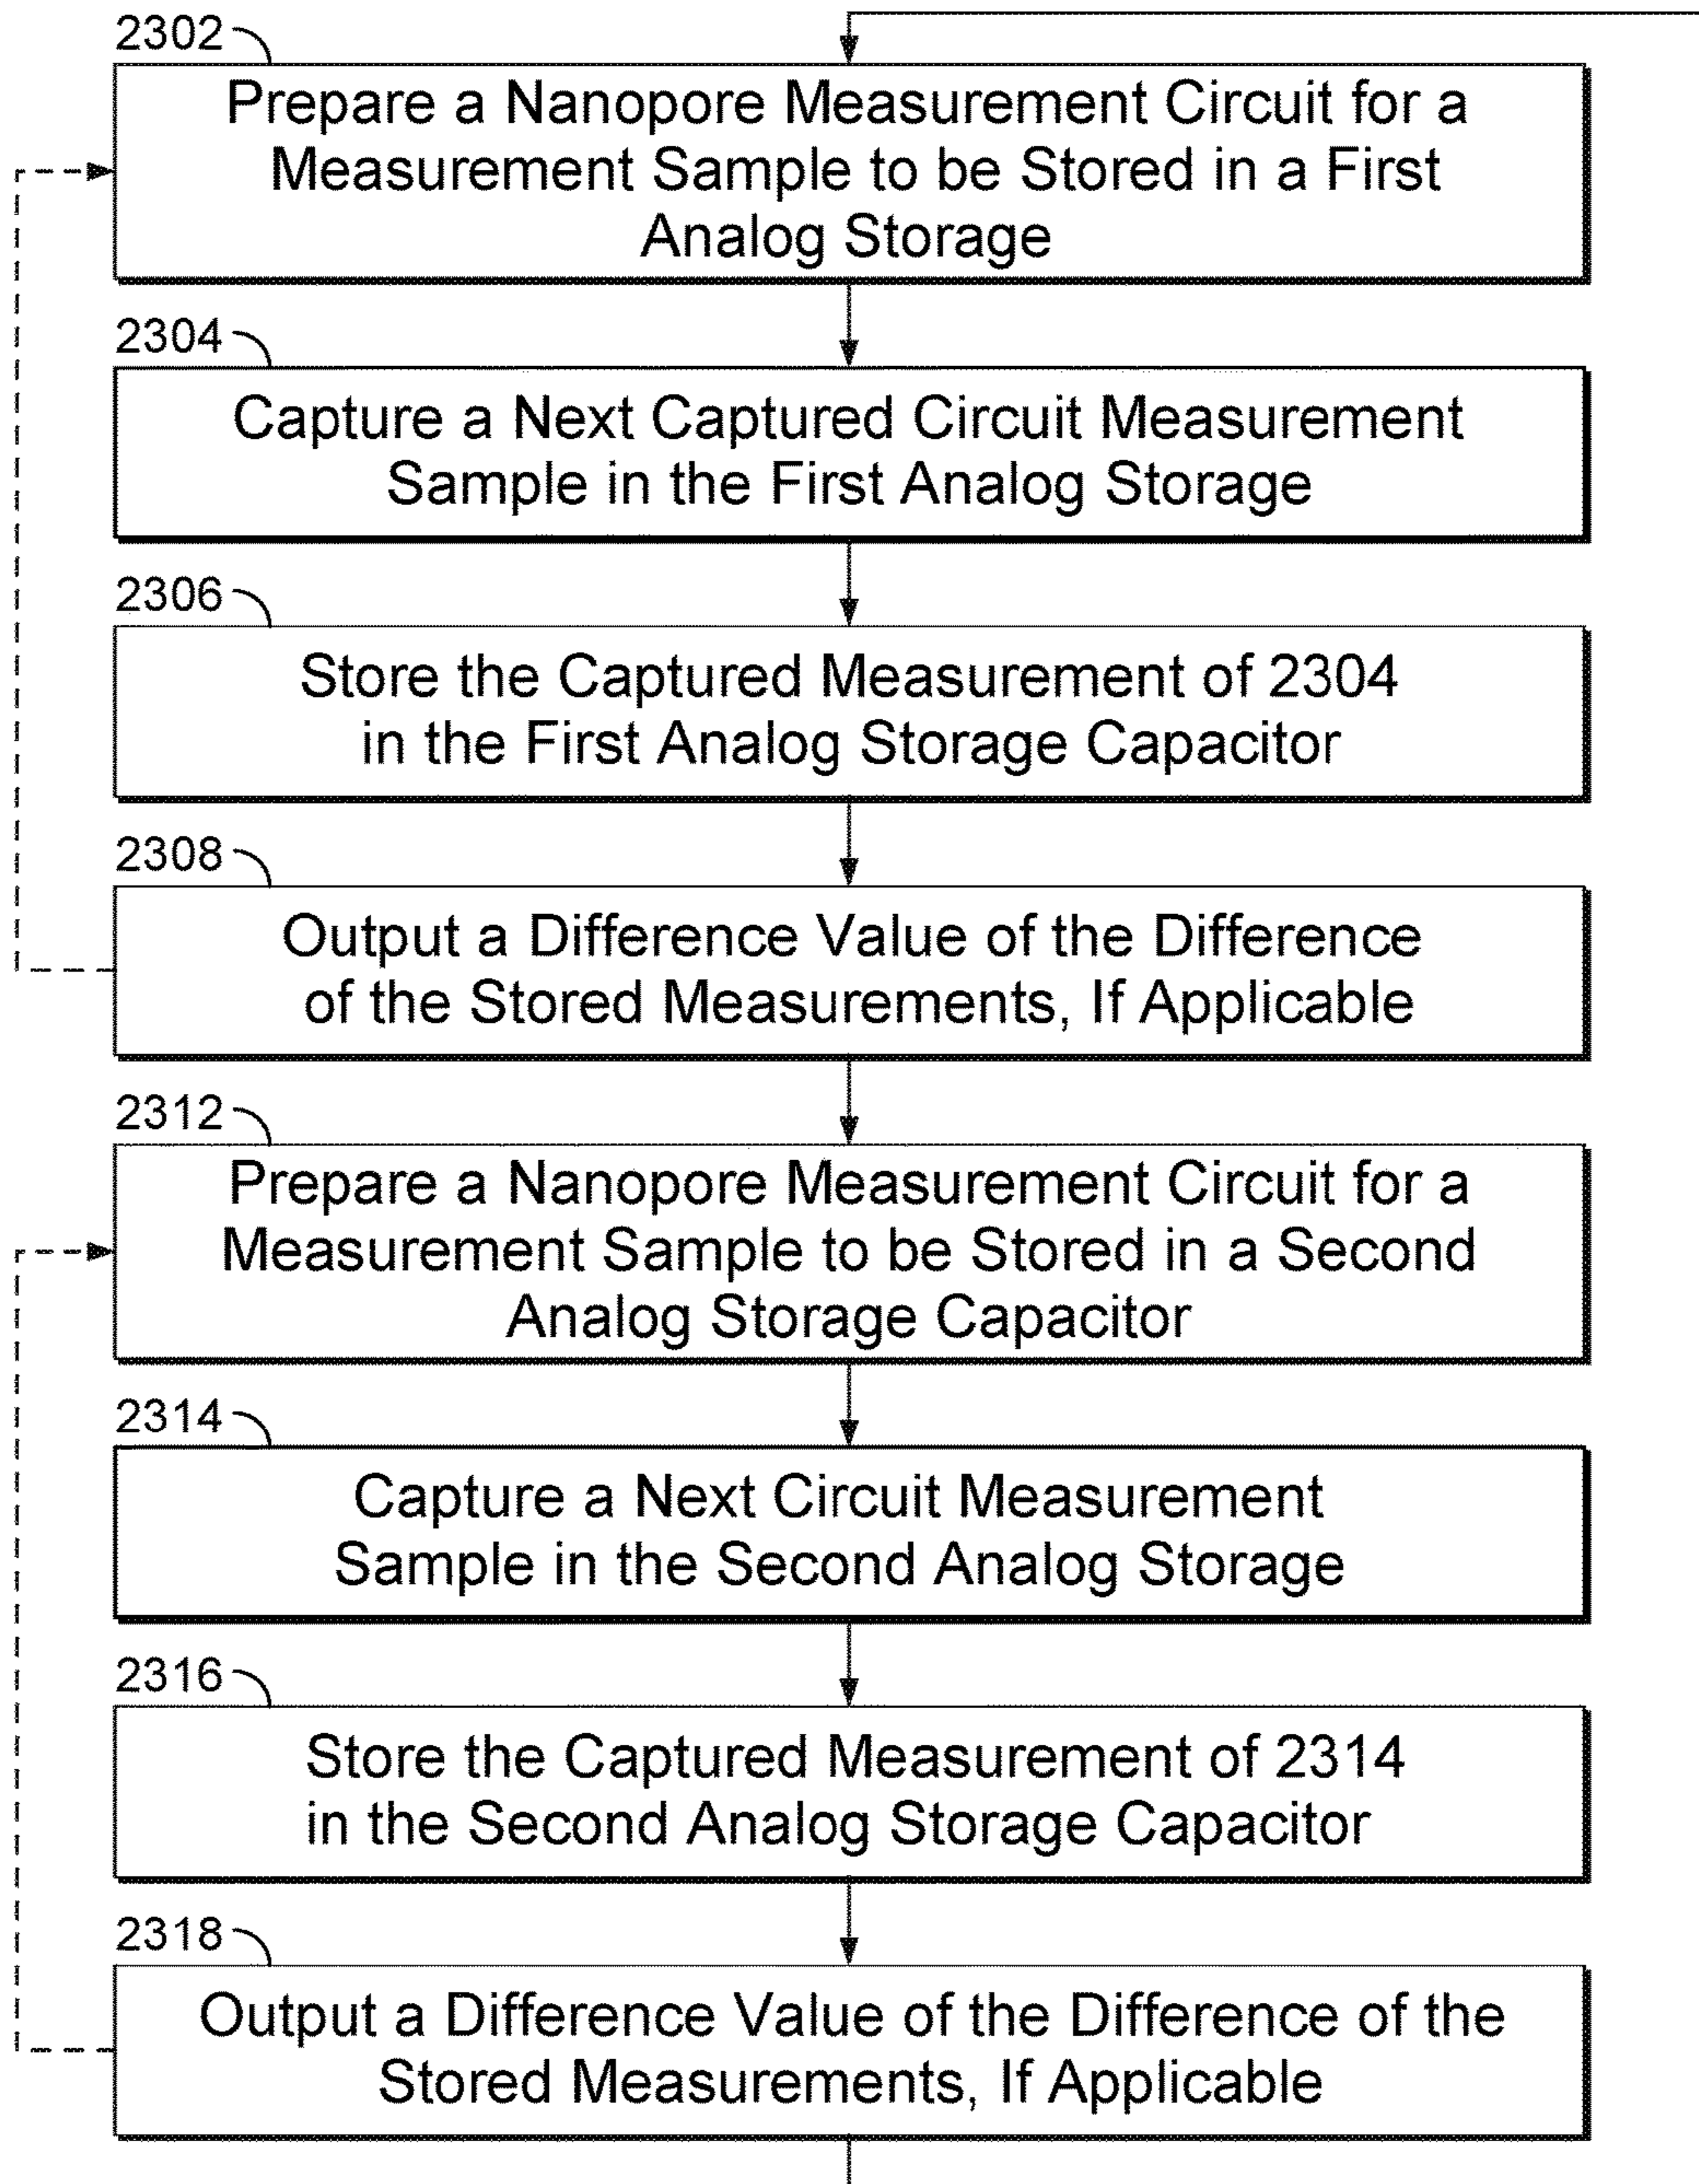 2302
Prepare a Nanopore Measurement Circuit for a
Measurement Sample to be Stored in a First
Analog Storage
2304
Capture a Next Captured Circuit Measurement
Sample in the First Analog Storage
2306
Store the Captured Measurement of 2304
in the First Analog Storage Capacitor
2308
Output a Difference Value of the Difference
of the Stored Measurements, If Applicable
2312
Prepare a Nanopore Measurement Circuit for a
Measurement Sample to be Stored in a Second
Analog Storage Capacitor
2314
Capture a Next Circuit Measurement
Sample in the Second Analog Storage
2316
Store the Captured Measurement of 2314
in the Second Analog Storage Capacitor
2318
Output a Difference Value of the Difference of the
Stored Measurements, If Applicable